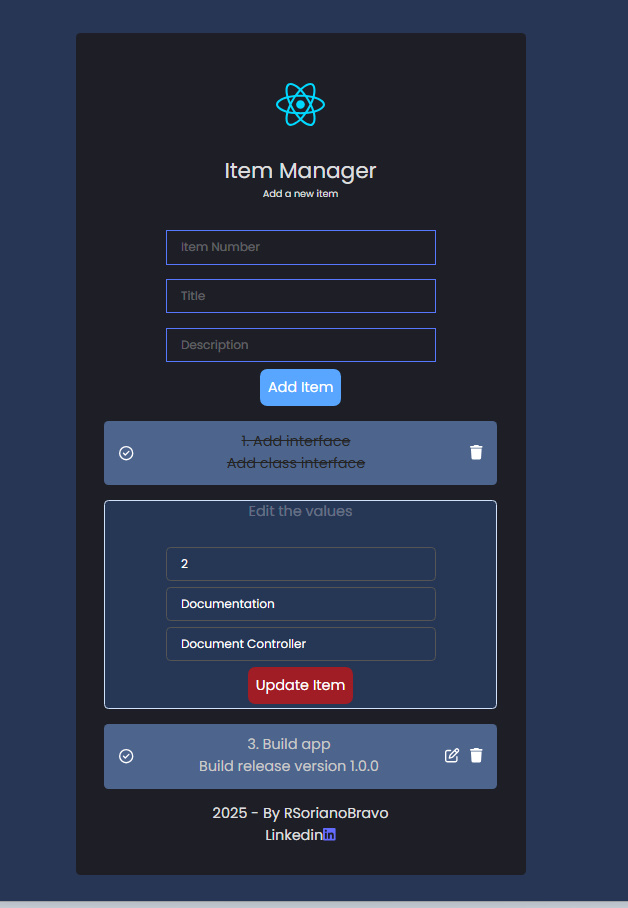 Item Manager
Add a new item
Item Number
Title
Description
Add Item
1. Add interface
Add class interface
Edit the values
2
Documentation
Document Controller
Update Item
3. Build app
Build release version 1.0.0
2025 - By RSorianoBravo
Linkedin